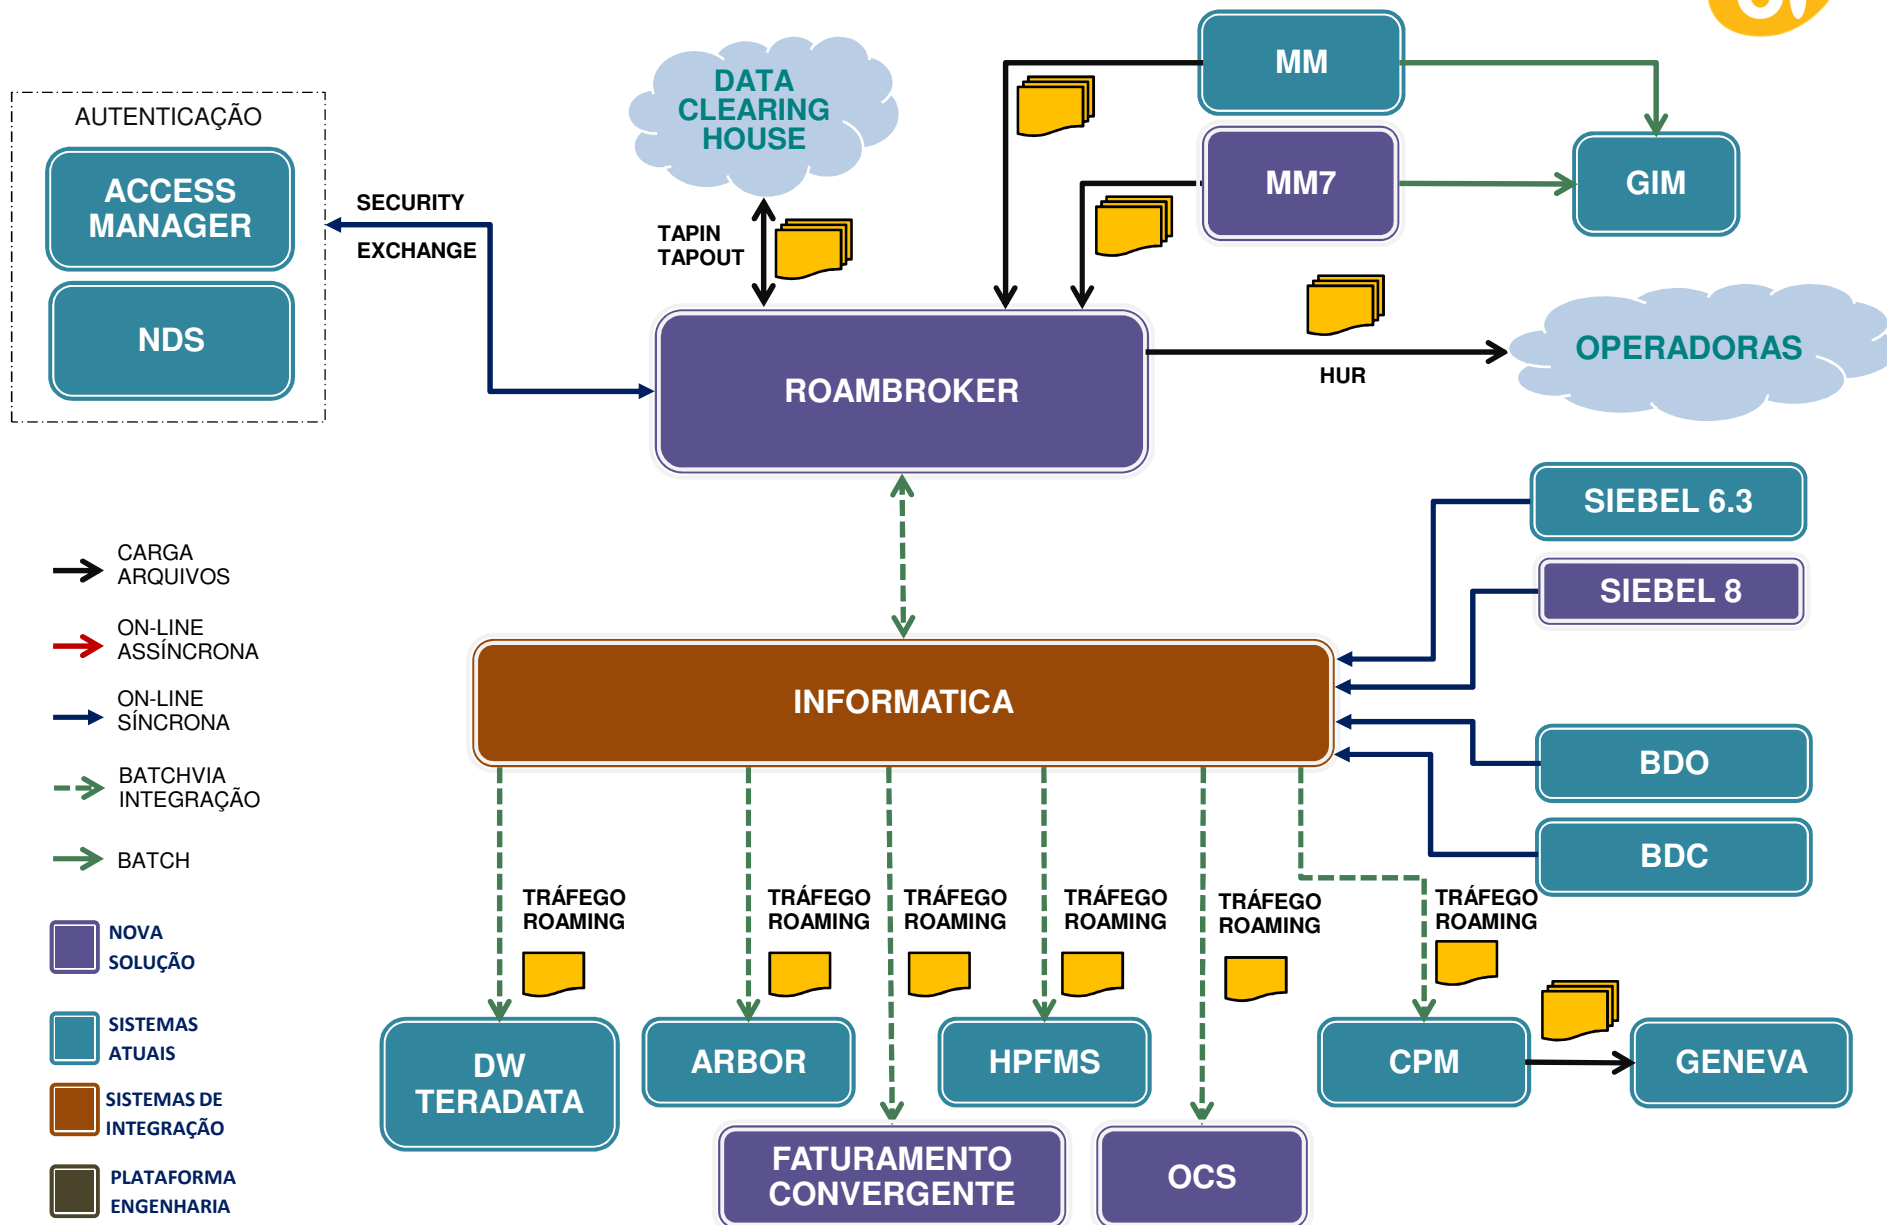 MM
DATA
CLEARING
HOUSE
AUTENTICAÇÃO
ACCESS
MANAGER
NDS
SECURITY
EXCHANGE
TAPIN
TAPOUT
MM7
GIM
HUR
OPERADORAS
ROAMBROKER
SIEBEL 6.3
SIEBEL 8
INFORMATICA
BDO
BDC
CARGA
ARQUIVOS
ON-LINE
ASSÍNCRONA
ON-LINE
SÍNCRONA
BATCHVIA
INTEGRAÇÃO
BATCH
NOVA
SOLUÇÃO
SISTEMAS
ATUAIS
SISTEMAS DE
INTEGRAÇÃO
PLATAFORMA
ENGENHARIA
TRÁFEGO
ROAMING
TRÁFEGO
ROAMING
TRÁFEGO
ROAMING
TRÁFEGO
ROAMING
TRÁFEGO
ROAMING
TRÁFEGO
ROAMING
DW
TERADATA
ARBOR
HPFMS
CPM
GENEVA
FATURAMENTO
CONVERGENTE
OCS